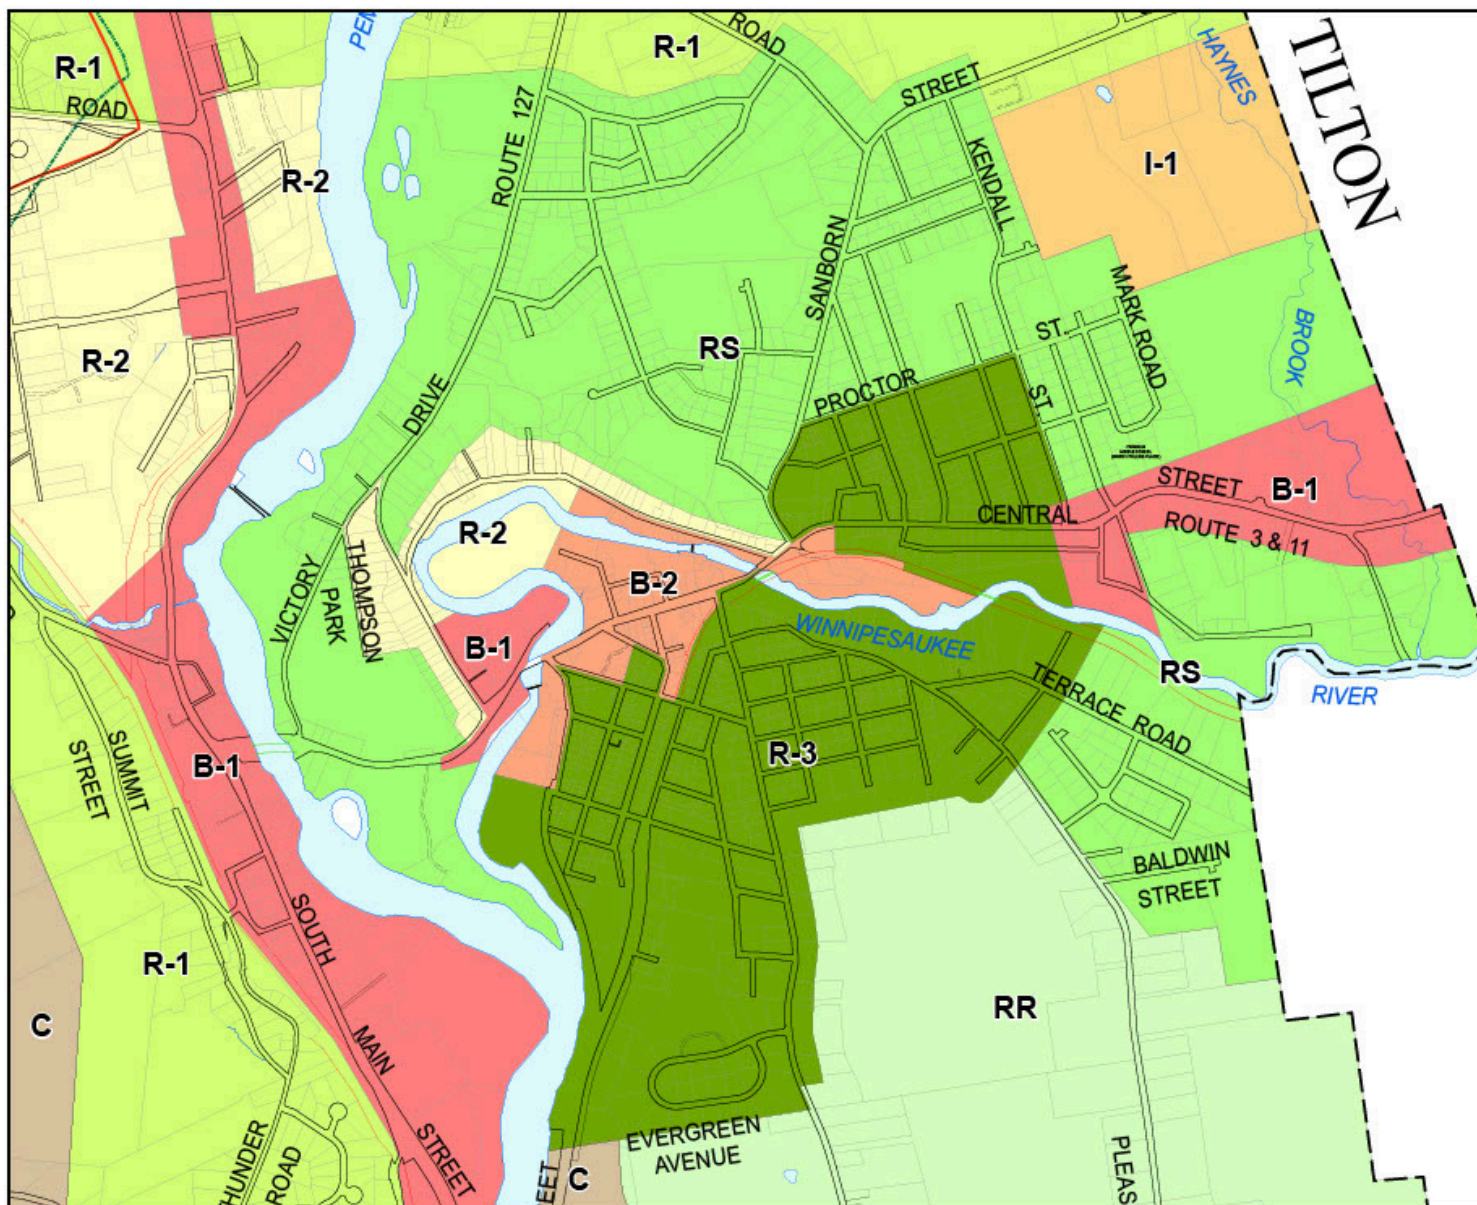 PEM
ROAD
R-1
R-1
HAYNES
TILTON
ROAD
STREET
ROUTE 127
R-2
KENDALL
I-1
SANBORN
MARK ROAD
BROOK
RS
ST.
R-2
DRIVE
PROCTOR
ST.
STREET
B-1
CENTRAL
ROUTE 3 & 11
R-2
THOMPSON
VICTORY
PARK
B-2
WINNIPESAUKEE
B-1
RS
TERRACE ROAD
RIVER
SUMMIT
STREET
B-1
R-3
BALDWIN
STREET
SOUTH
R-1
C
RR
MAIN
STREET
EVERGREEN
AVENUE
HUNDER
ROAD
EET
C
PLEAS